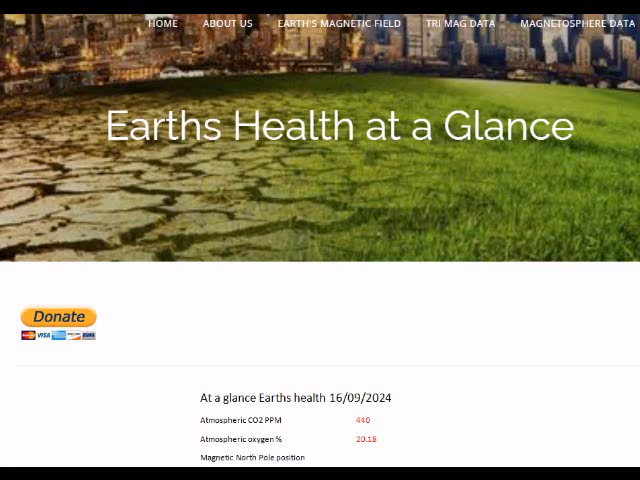 HOME ABOUT US EARTH'S MAGNETIC FIELD TRI MAG DATA MAGNETOSPHERE DATA
Earths Health at a Glance
Donate
VISA
At a glance Earths health 16/09/2024
Atmospheric CO2 PPM 440
Atmospheric oxygen % 20.18
Magnetic North Pole position